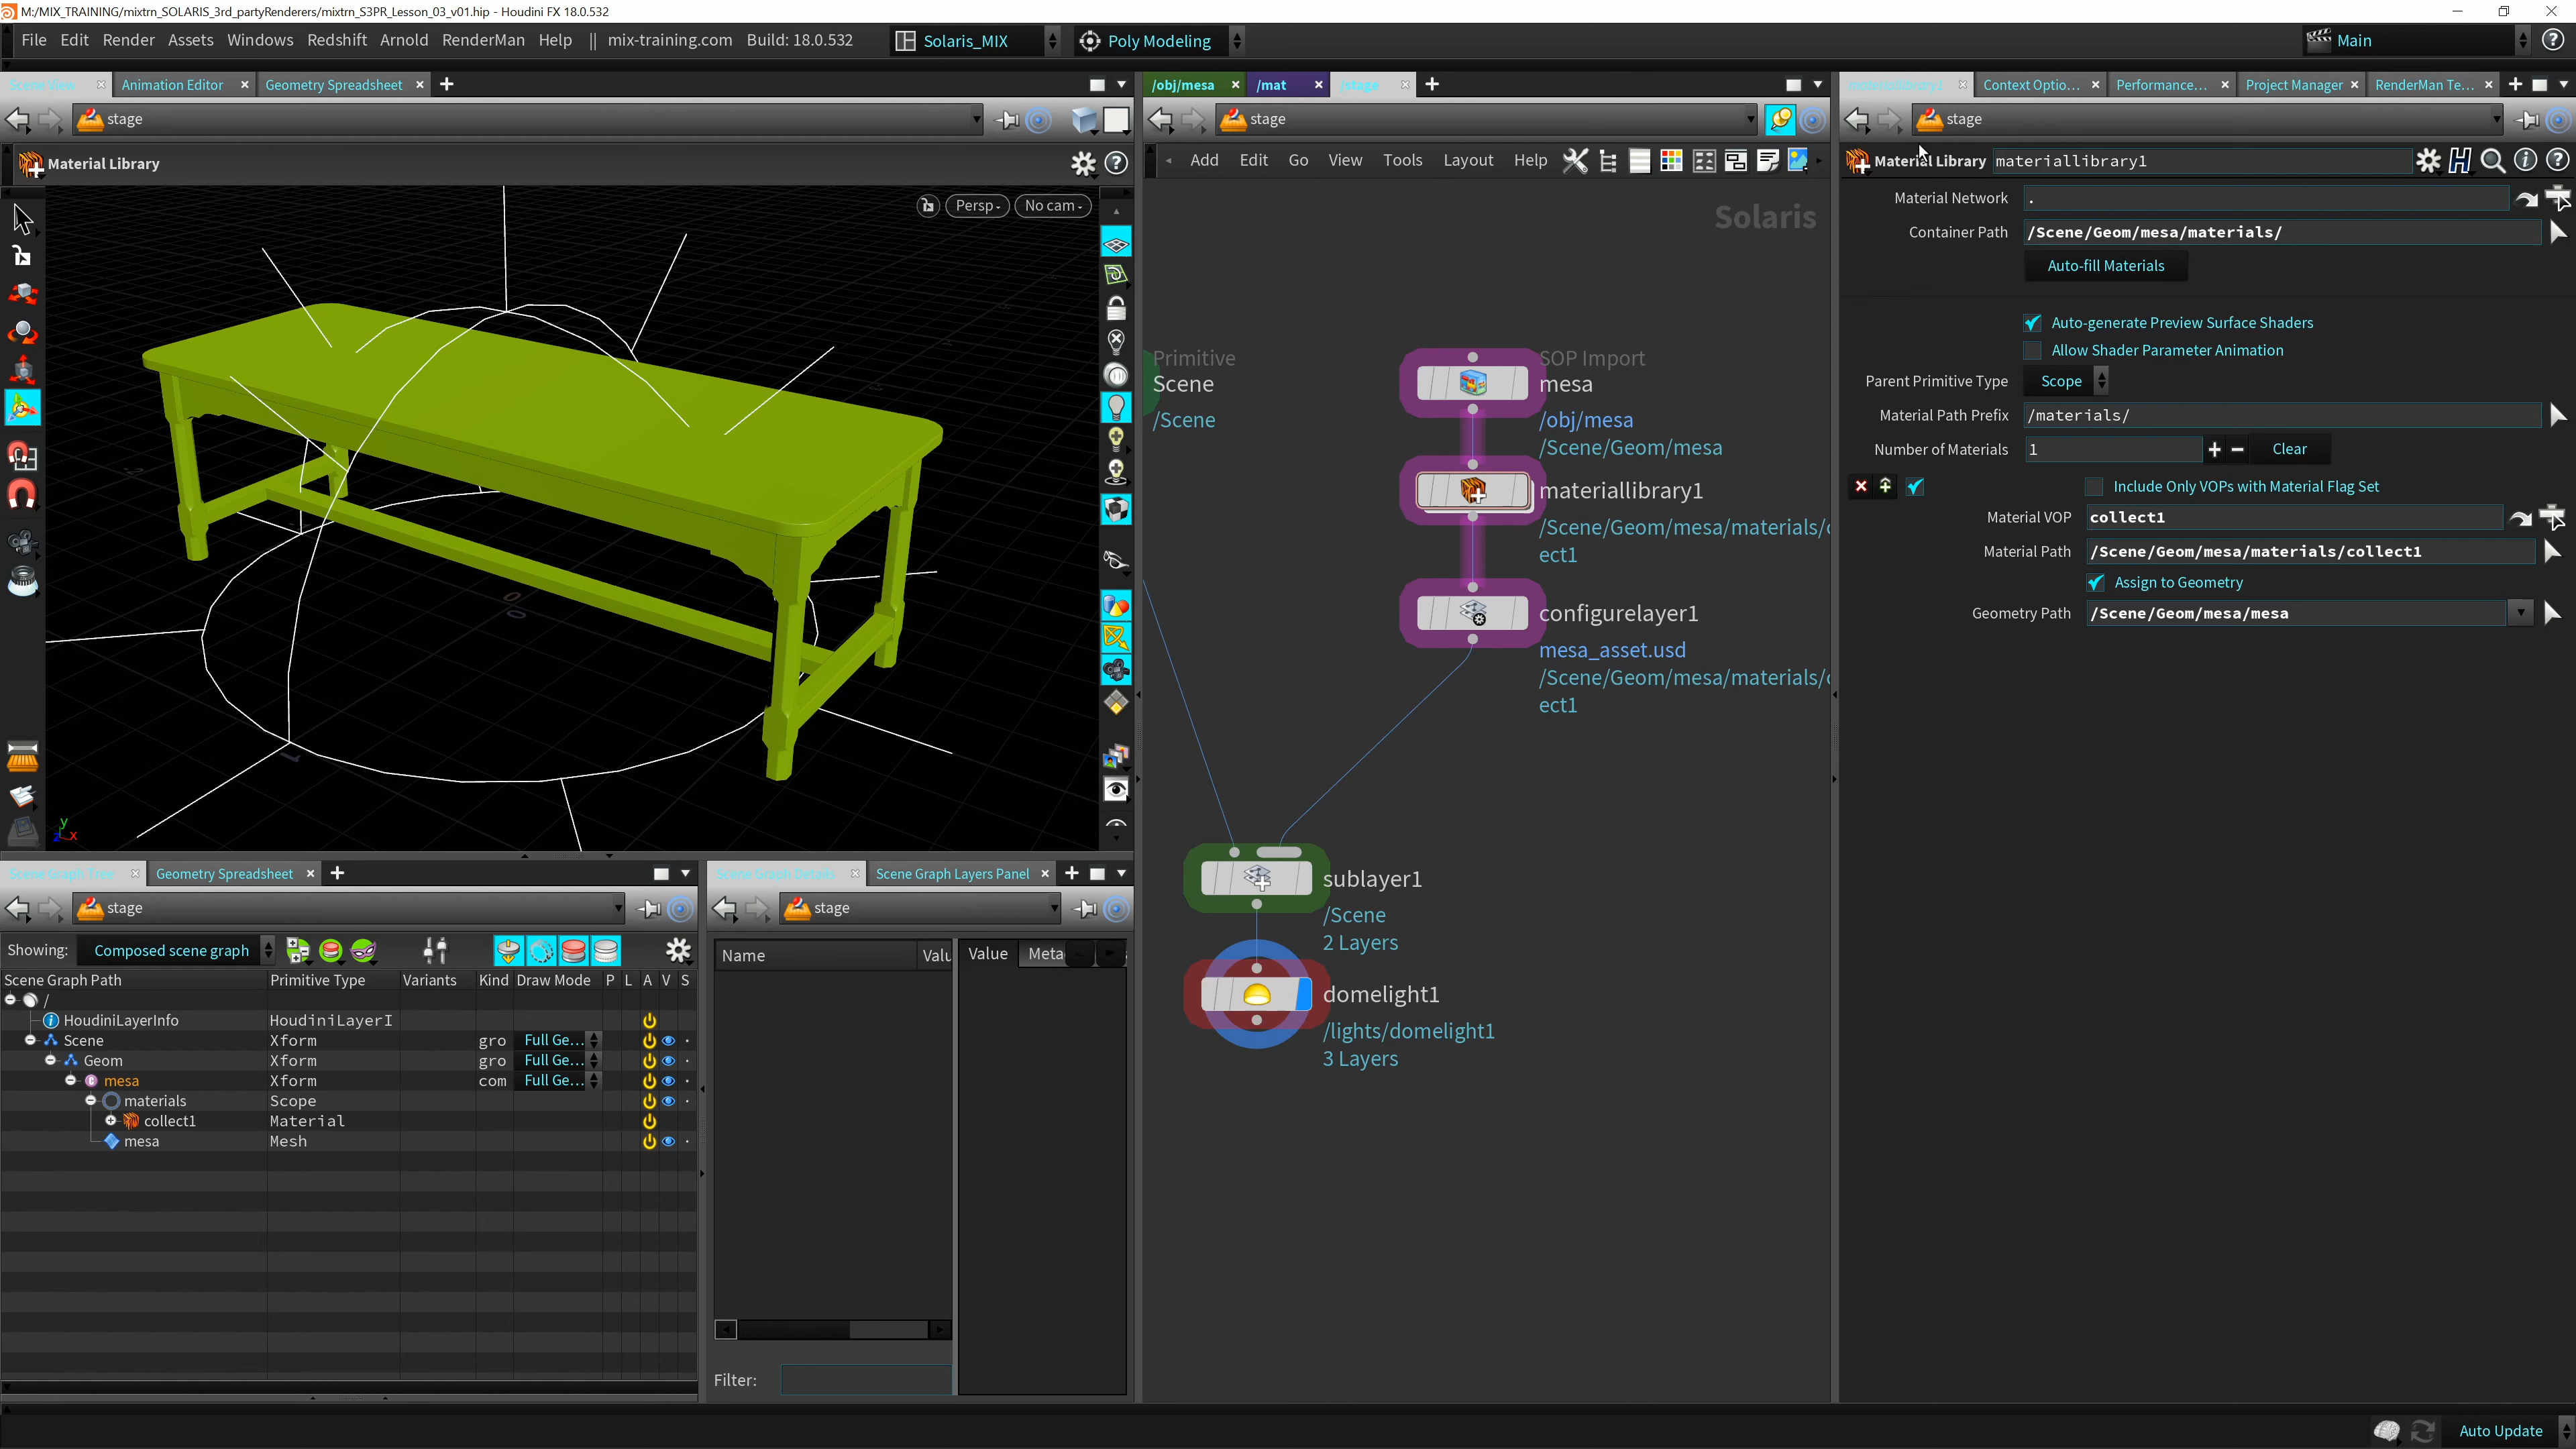 M:/MIX_TRAINING/mixtrn_SOLARIS_3rd_partyRenderers/mixtrn_S3PR_Lesson_03_v01.hip - Houdini FX 18.0.532
File Edit Render Assets Windows Redshift Arnold RenderMan Help || mix-training.com Build: 18.0.532 Solaris_MIX Poly Modeling Main
Scene View Animation Editor Geometry Spreadsheet
stage
Material Library
Persp No cam
/obj/mesa /mat /stage
stage
Add Edit Go View Tools Layout Help
Solaris
Primitive
Scene
/Scene
SOP Import
mesa
/obj/mesa
/Scene/Geom/mesa
materiallibrary1
/Scene/Geom/mesa/materials/
ect1
configurelayer1
mesa_asset.usd
/Scene/Geom/mesa/materials/
ect1
sublayer1
/Scene
2 Layers
domelight1
/lights/domelight1
3 Layers
materiallibrary1 Context Optio... Performance... Project Manager RenderMan Te...
stage
Material Library materiallibrary1
Material Network .
Container Path /Scene/Geom/mesa/materials/
Auto-fill Materials
Auto-generate Preview Surface Shaders
Allow Shader Parameter Animation
Parent Primitive Type Scope
Material Path Prefix /materials/
Number of Materials 1 Clear
Include Only VOPs with Material Flag Set
Material VOP collect1
Material Path /Scene/Geom/mesa/materials/collect1
Assign to Geometry
Geometry Path /Scene/Geom/mesa/mesa
Scene Graph Tree Geometry Spreadsheet
stage
Showing: Composed scene graph
Scene Graph Path Primitive Type Variants Kind Draw Mode P L A V S
/
HoudiniLayerInfo HoudiniLayerI
Scene Xform gro Full Ge...
Geom Xform gro Full Ge...
mesa Xform com Full Ge...
materials Scope
collect1 Material
mesa Mesh
Scene Graph Details Scene Graph Layers Panel
stage
Name Valu Value Meta
Filter:
Auto Update